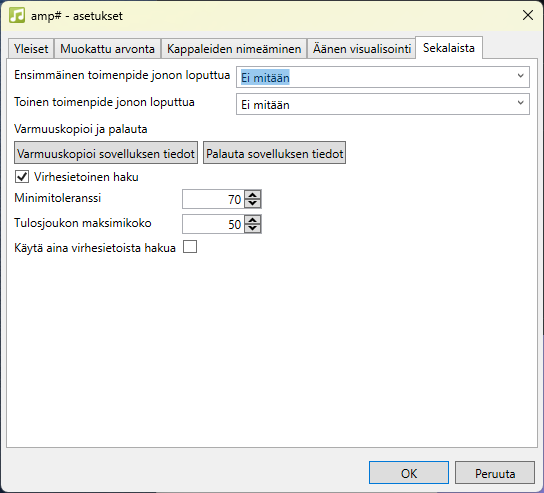 amp# - asetukset
Yleiset Muokattu arvonta Kappaleiden nimeäminen Äänen visualisointi Sekalaista
Ensimmäinen toimenpide jonon loputtua Ei mitään
Toinen toimenpide jonon loputtua Ei mitään
Varmuuskopioi ja palauta
Varmuuskopioi sovelluksen tiedot Palauta sovelluksen tiedot
Virhesietoinen haku
Minimitoleranssi 70
Tulosjoukon maksimikoko 50
Käytä aina virhesietoista hakua
OK Peruuta